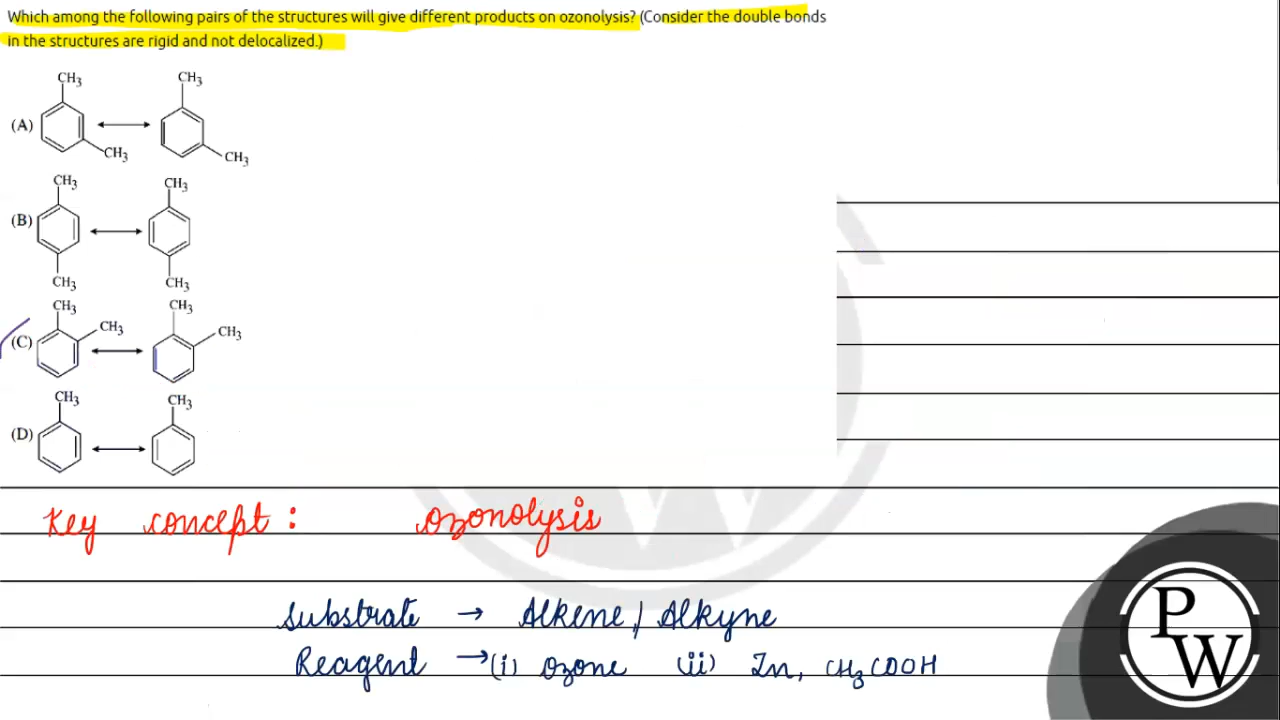 Which among the following pairs of the structures will give different products on ozonolysis? (Consider the double bonds
in the structures are rigid and not delocalized.)
CH3 CH3
(A)
CH3 CH3
CH3 CH3
(B)
CH3 CH3
CH3 CH3
CH3 CH3
(C)
CH3 CH3
(D)
Key concept : Ozonolysis
Substrate → Alkene / Alkyne
Reagent → (i) Ozone (ii) Zn, CH3COOH
P
W